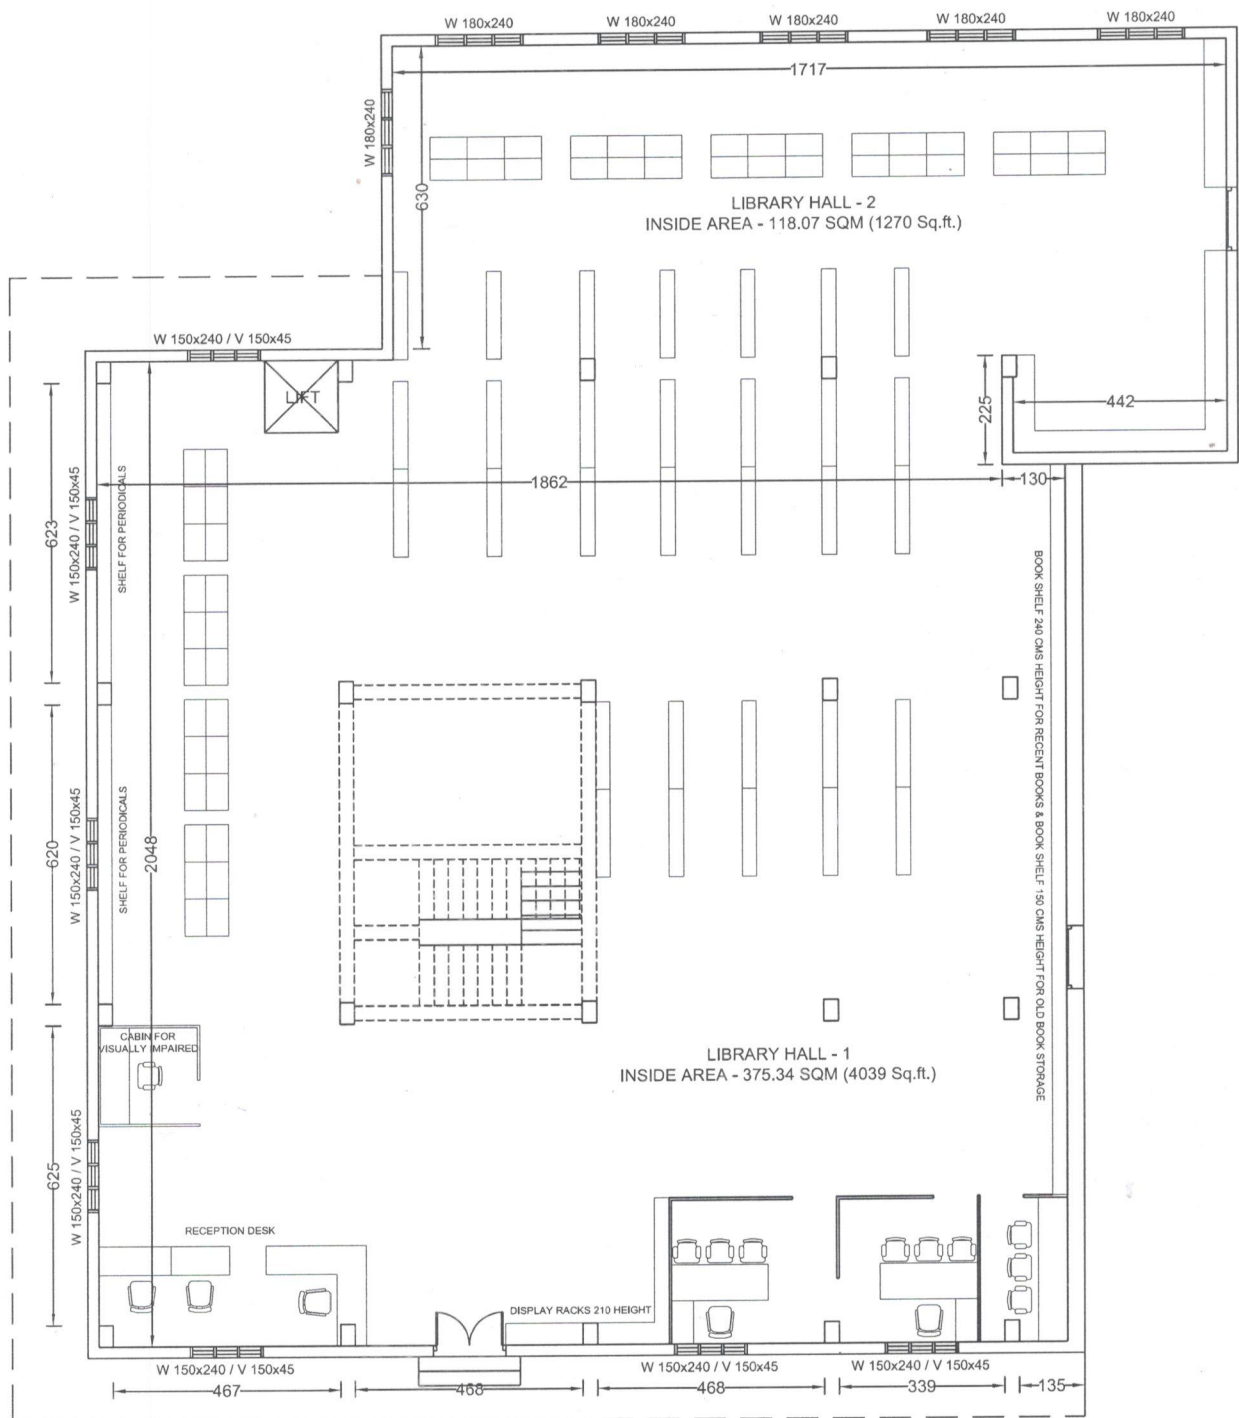 W 180x240
W 180x240
W 180x240
W 180x240
W 180x240
1717
W 180x240
630
LIBRARY HALL - 2
INSIDE AREA - 118.07 SQM (1270 Sq.ft.)
W 150x240 / V 150x45
LIFT
225
442
1862
130
623
W 150x240 / V 150x45
SHELF FOR PERIODICALS
BOOK SHELF 240 CMS HEIGHT FOR RECENT BOOKS & BOOK SHELF 150 CMS HEIGHT FOR OLD BOOK STORAGE
620
W 150x240 / V 150x45
SHELF FOR PERIODICALS
2048
CABIN FOR
VISUALLY IMPAIRED
LIBRARY HALL - 1
INSIDE AREA - 375.34 SQM (4039 Sq.ft.)
625
W 150x240 / V 150x45
RECEPTION DESK
DISPLAY RACKS 210 HEIGHT
W 150x240 / V 150x45
W 150x240 / V 150x45
W 150x240 / V 150x45
467
468
468
339
135